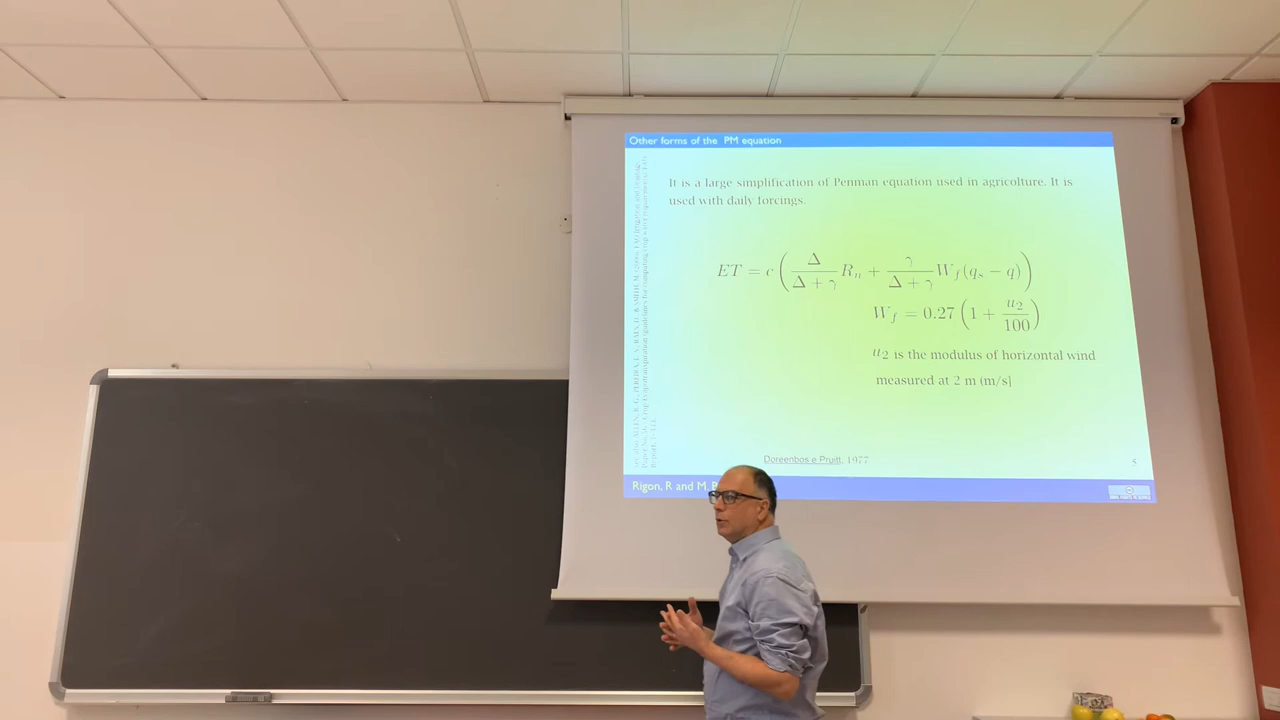 Other forms of the PM equation
It is a large simplification of Penman equation used in agricolture. It is
used with daily forcings.
ET = c ( Δ / (Δ + γ) R_n + γ / (Δ + γ) W_f (q_s − q) )
W_f = 0.27 ( 1 + u_2 / 100 )
u_2 is the modulus of horizontal wind
measured at 2 m (m/s]
Doreenbos e Pruitt, 1977
5
Rigon, R and M.